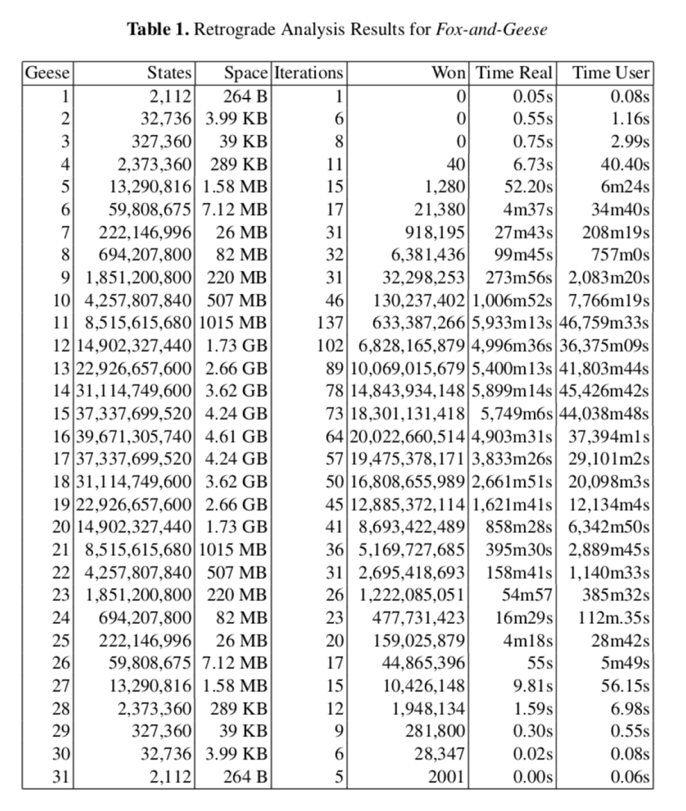 Table 1. Retrograde Analysis Results for Fox-and-Geese
Geese States Space Iterations Won Time Real Time User
1 2,112 264 B 1 0 0.05s 0.08s
2 32,736 3.99 KB 6 0 0.55s 1.16s
3 327,360 39 KB 8 0 0.75s 2.99s
4 2,373,360 289 KB 11 40 6.73s 40.40s
5 13,290,816 1.58 MB 15 1,280 52.20s 6m24s
6 59,808,675 7.12 MB 17 21,380 4m37s 34m40s
7 222,146,996 26 MB 31 918,195 27m43s 208m19s
8 694,207,800 82 MB 32 6,381,436 99m45s 757m0s
9 1,851,200,800 220 MB 31 32,298,253 273m56s 2,083m20s
10 4,257,807,840 507 MB 46 130,237,402 1,006m52s 7,766m19s
11 8,515,615,680 1015 MB 137 633,387,266 5,933m13s 46,759m33s
12 14,902,327,440 1.73 GB 102 6,828,165,879 4,996m36s 36,375m09s
13 22,926,657,600 2.66 GB 89 10,069,015,679 5,400m13s 41,803m44s
14 31,114,749,600 3.62 GB 78 14,843,934,148 5,899m14s 45,426m42s
15 37,337,699,520 4.24 GB 73 18,301,131,418 5,749m6s 44,038m48s
16 39,671,305,740 4.61 GB 64 20,022,660,514 4,903m31s 37,394m1s
17 37,337,699,520 4.24 GB 57 19,475,378,171 3,833m26s 29,101m2s
18 31,114,749,600 3.62 GB 50 16,808,655,989 2,661m51s 20,098m3s
19 22,926,657,600 2.66 GB 45 12,885,372,114 1,621m41s 12,134m4s
20 14,902,327,440 1.73 GB 41 8,693,422,489 858m28s 6,342m50s
21 8,515,615,680 1015 MB 36 5,169,727,685 395m30s 2,889m45s
22 4,257,807,840 507 MB 31 2,695,418,693 158m41s 1,140m33s
23 1,851,200,800 220 MB 26 1,222,085,051 54m57 385m32s
24 694,207,800 82 MB 23 477,731,423 16m29s 112m.35s
25 222,146,996 26 MB 20 159,025,879 4m18s 28m42s
26 59,808,675 7.12 MB 17 44,865,396 55s 5m49s
27 13,290,816 1.58 MB 15 10,426,148 9.81s 56.15s
28 2,373,360 289 KB 12 1,948,134 1.59s 6.98s
29 327,360 39 KB 9 281,800 0.30s 0.55s
30 32,736 3.99 KB 6 28,347 0.02s 0.08s
31 2,112 264 B 5 2001 0.00s 0.06s